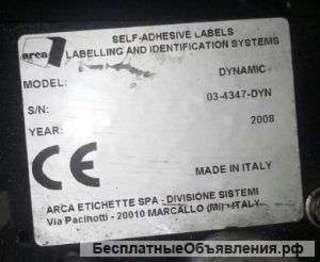 arca
SELF-ADHESIVE LABELS
LABELLING AND IDENTIFICATION SYSTEMS
MODEL: DYNAMIC
S/N: 03-4347-DYN
YEAR: 2008
CE
MADE IN ITALY
ARCA ETICHETTE SPA - DIVISIONE SISTEMI
Via Pacinotti - 20010 MARCALLO (MI) - ITALY
БесплатныеОбъявления.рф